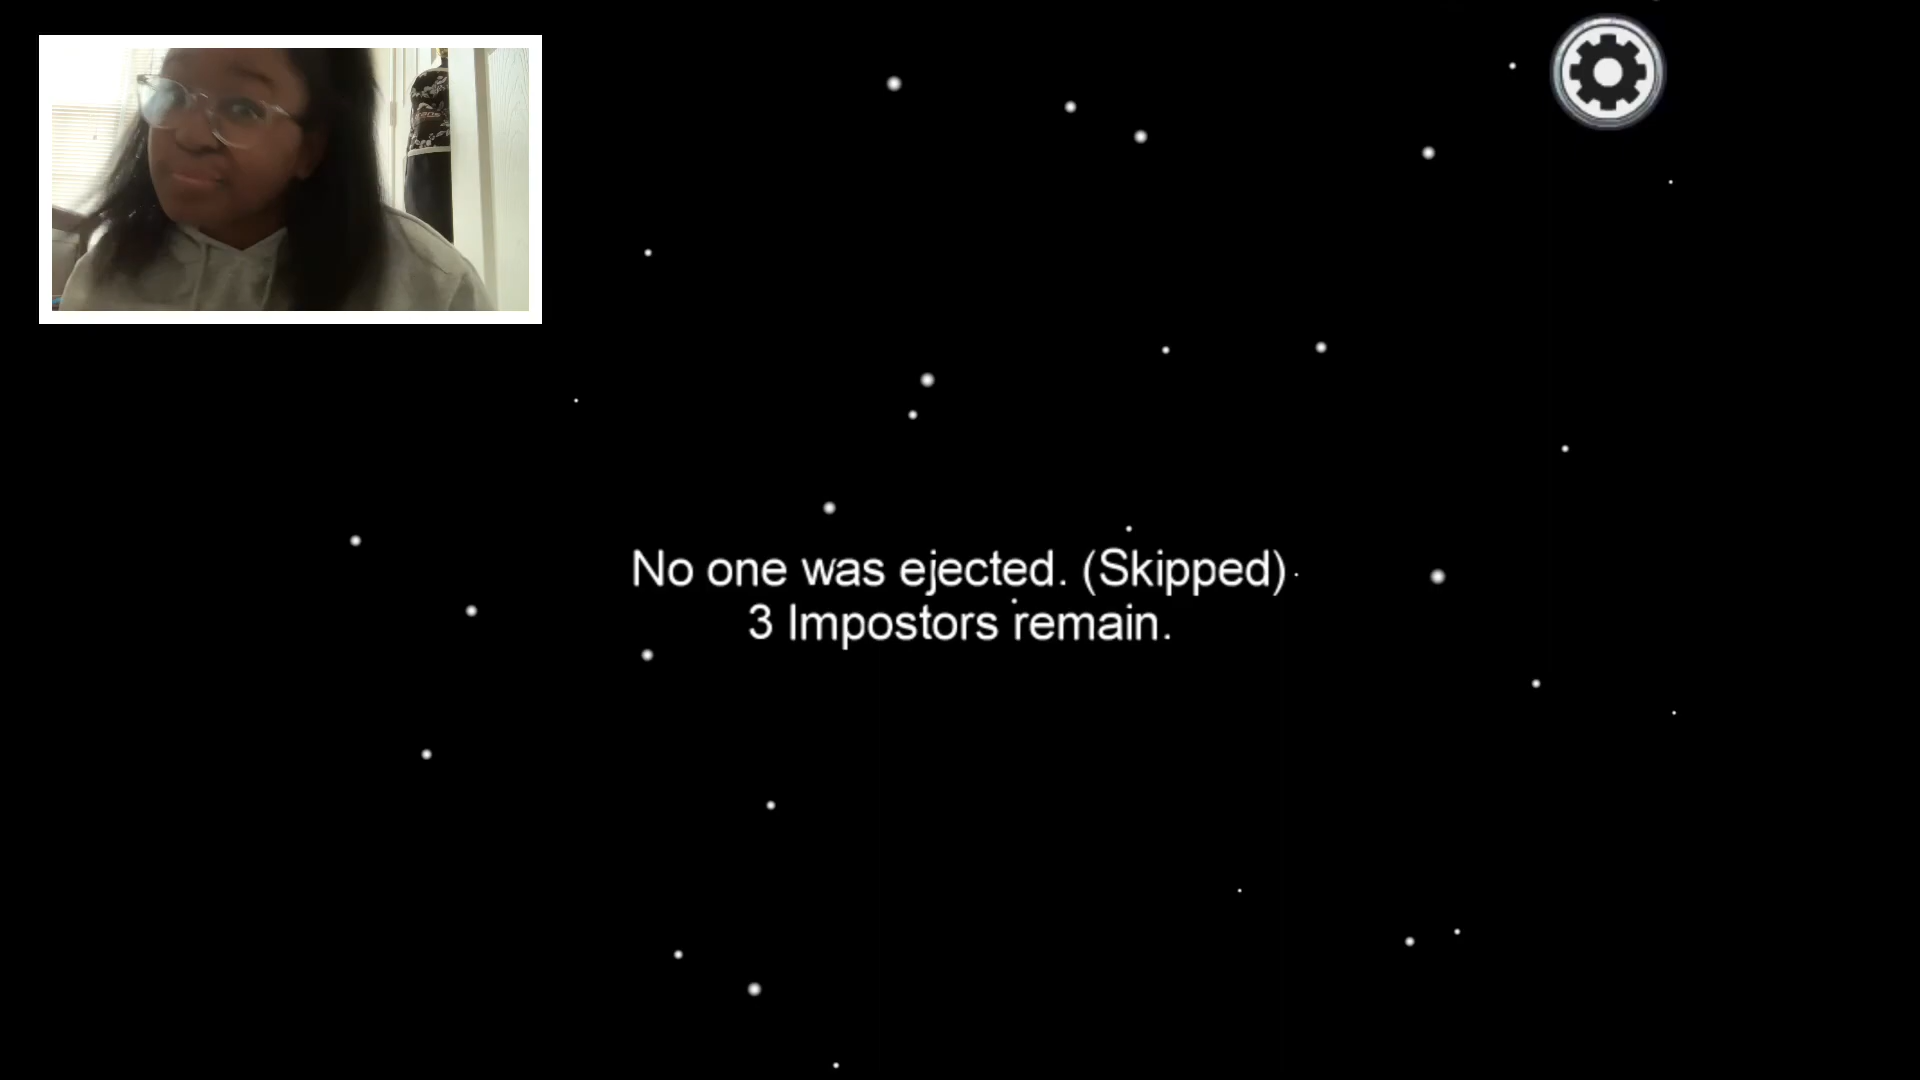 No one was ejected. (Skipped)
3 Impostors remain.